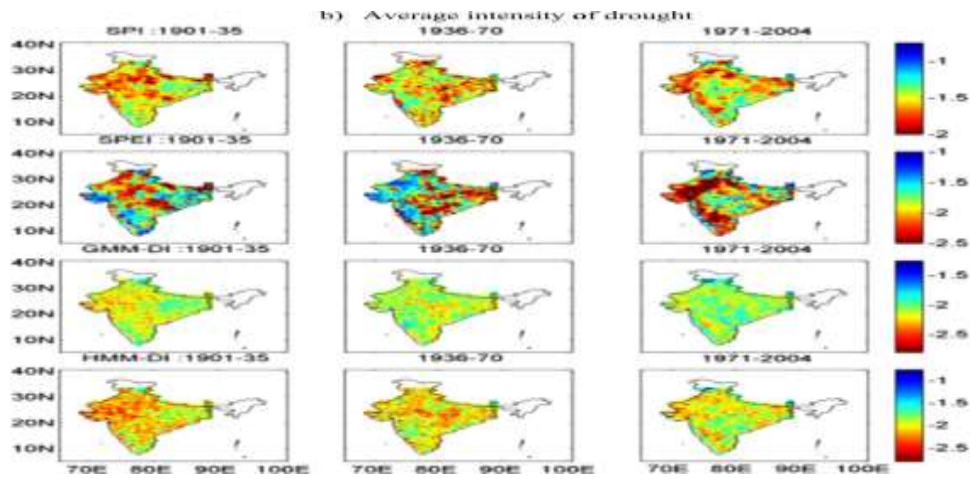 b) Average intensity of drought
SPI :1901-35 1936-70 1971-2004
40N
30N
20N
10N
-1
-1.5
-2
SPEI :1901-35 1936-70 1971-2004
40N
30N
20N
10N
-1
-1.5
-2
-2.5
GMM-DI :1901-35 1936-70 1971-2004
40N
30N
20N
10N
-1.5
-2
-2.5
HMM-DI :1901-35 1936-70 1971-2004
40N
30N
20N
10N
-1
-1.5
-2
-2.5
70E 80E 90E 100E 70E 80E 90E 100E 70E 80E 90E 100E